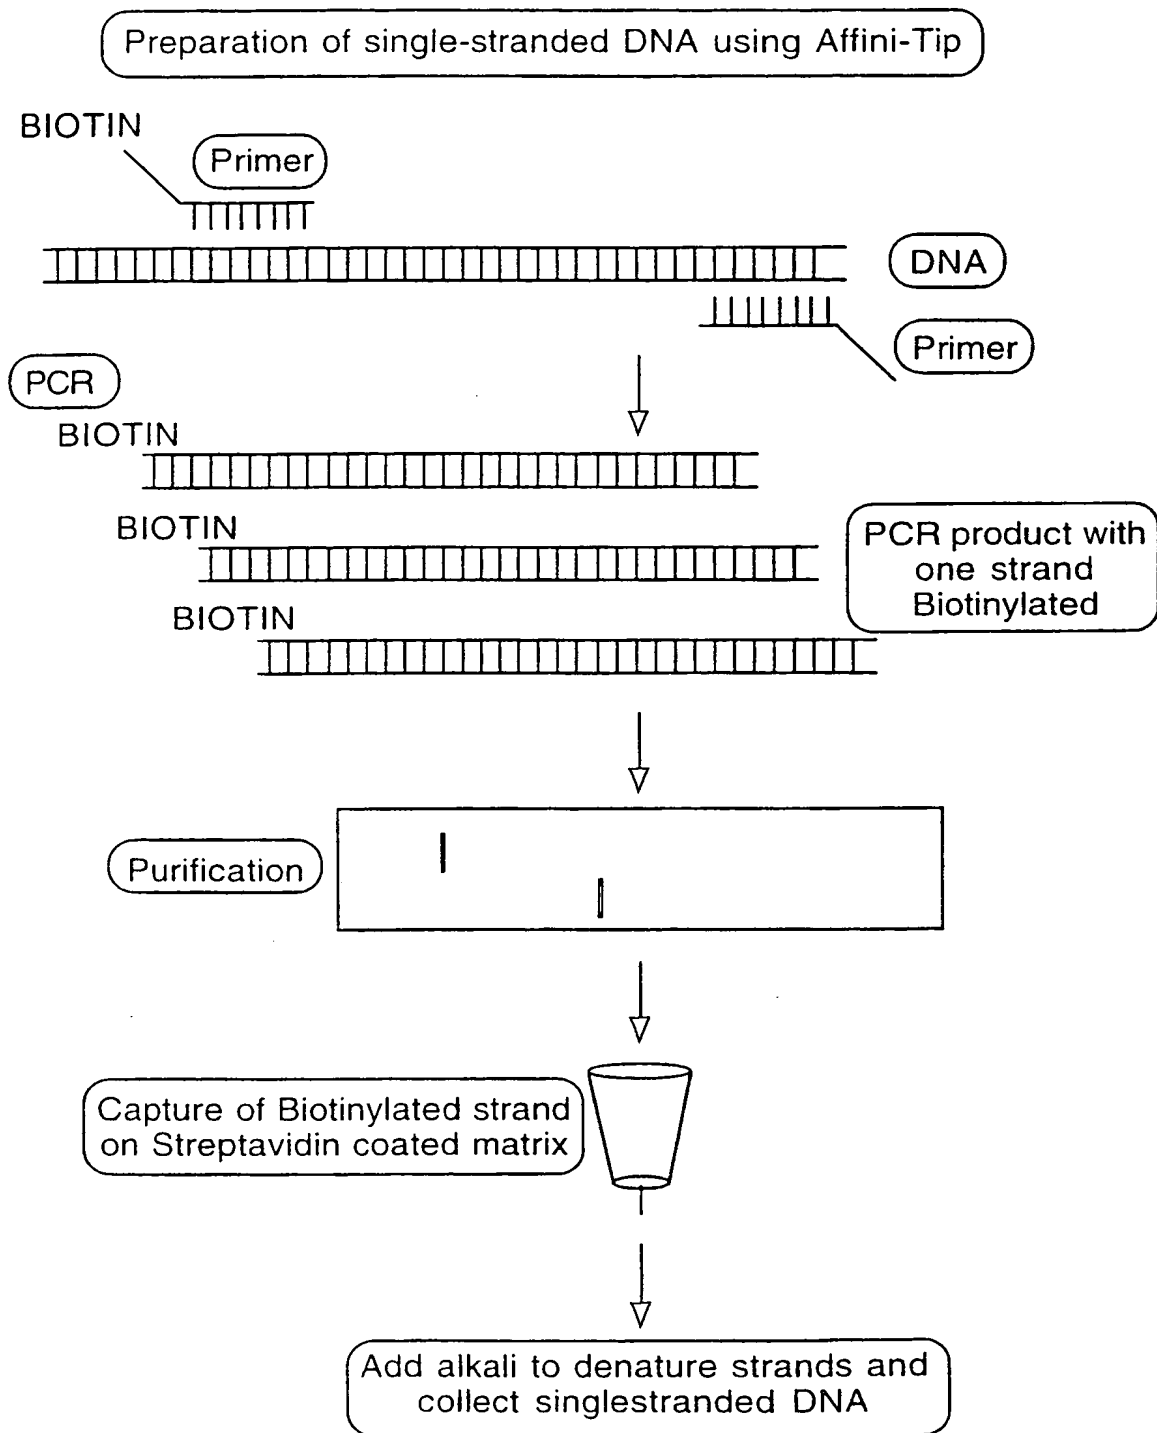 Preparation of single-stranded DNA using Affini-Tip
BIOTIN
Primer
DNA
Primer
PCR
BIOTIN
BIOTIN
PCR product with
one strand
Biotinylated
BIOTIN
Purification
Capture of Biotinylated strand
on Streptavidin coated matrix
Add alkali to denature strands and
collect singlestranded DNA